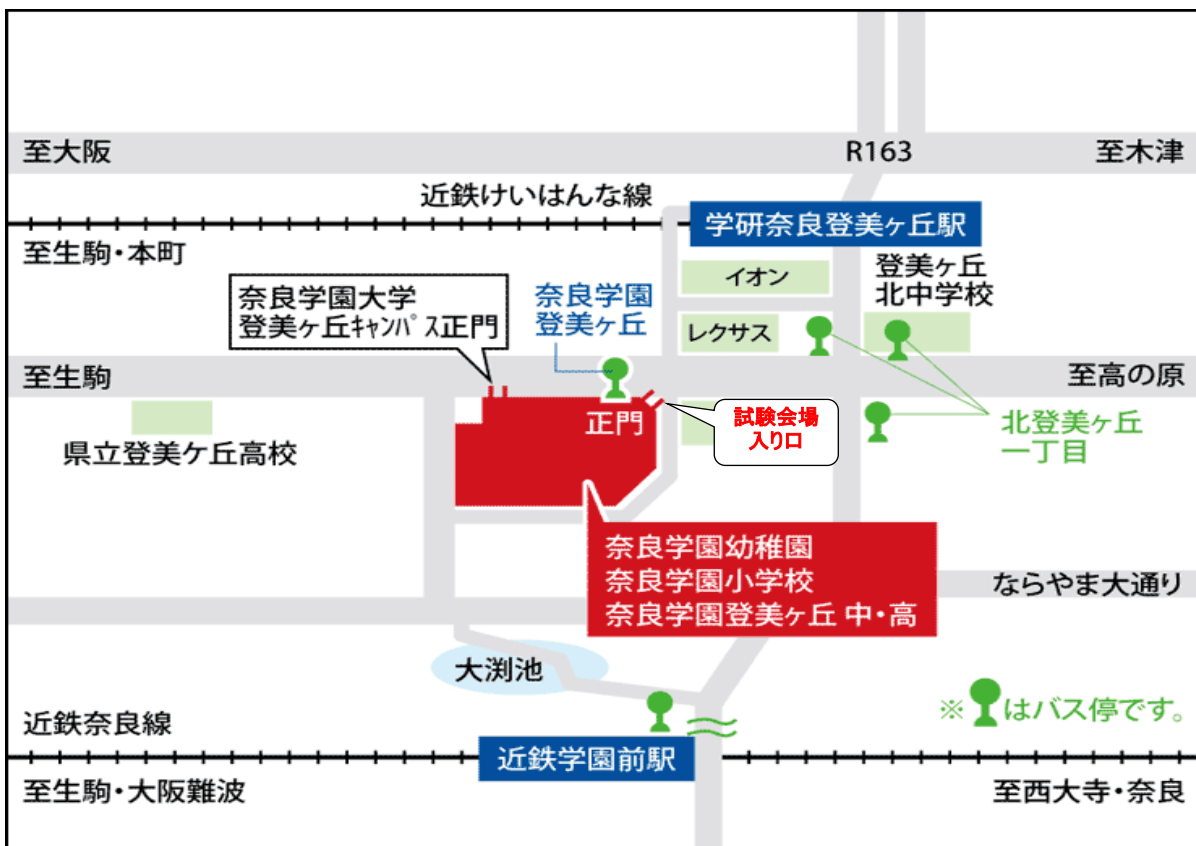 至大阪
R163
至木津
近鉄けいはんな線
学研奈良登美ヶ丘駅
至生駒・本町
イオン
登美ヶ丘
北中学校
奈良学園大学
登美ヶ丘ｷｬﾝﾊﾟｽ正門
奈良学園
登美ヶ丘
レクサス
至生駒
至高の原
正門
試験会場
入り口
北登美ヶ丘
一丁目
県立登美ケ丘高校
奈良学園幼稚園
奈良学園小学校
奈良学園登美ヶ丘 中・高
ならやま大通り
大渕池
※はバス停です。
近鉄奈良線
近鉄学園前駅
至生駒・大阪難波
至西大寺・奈良